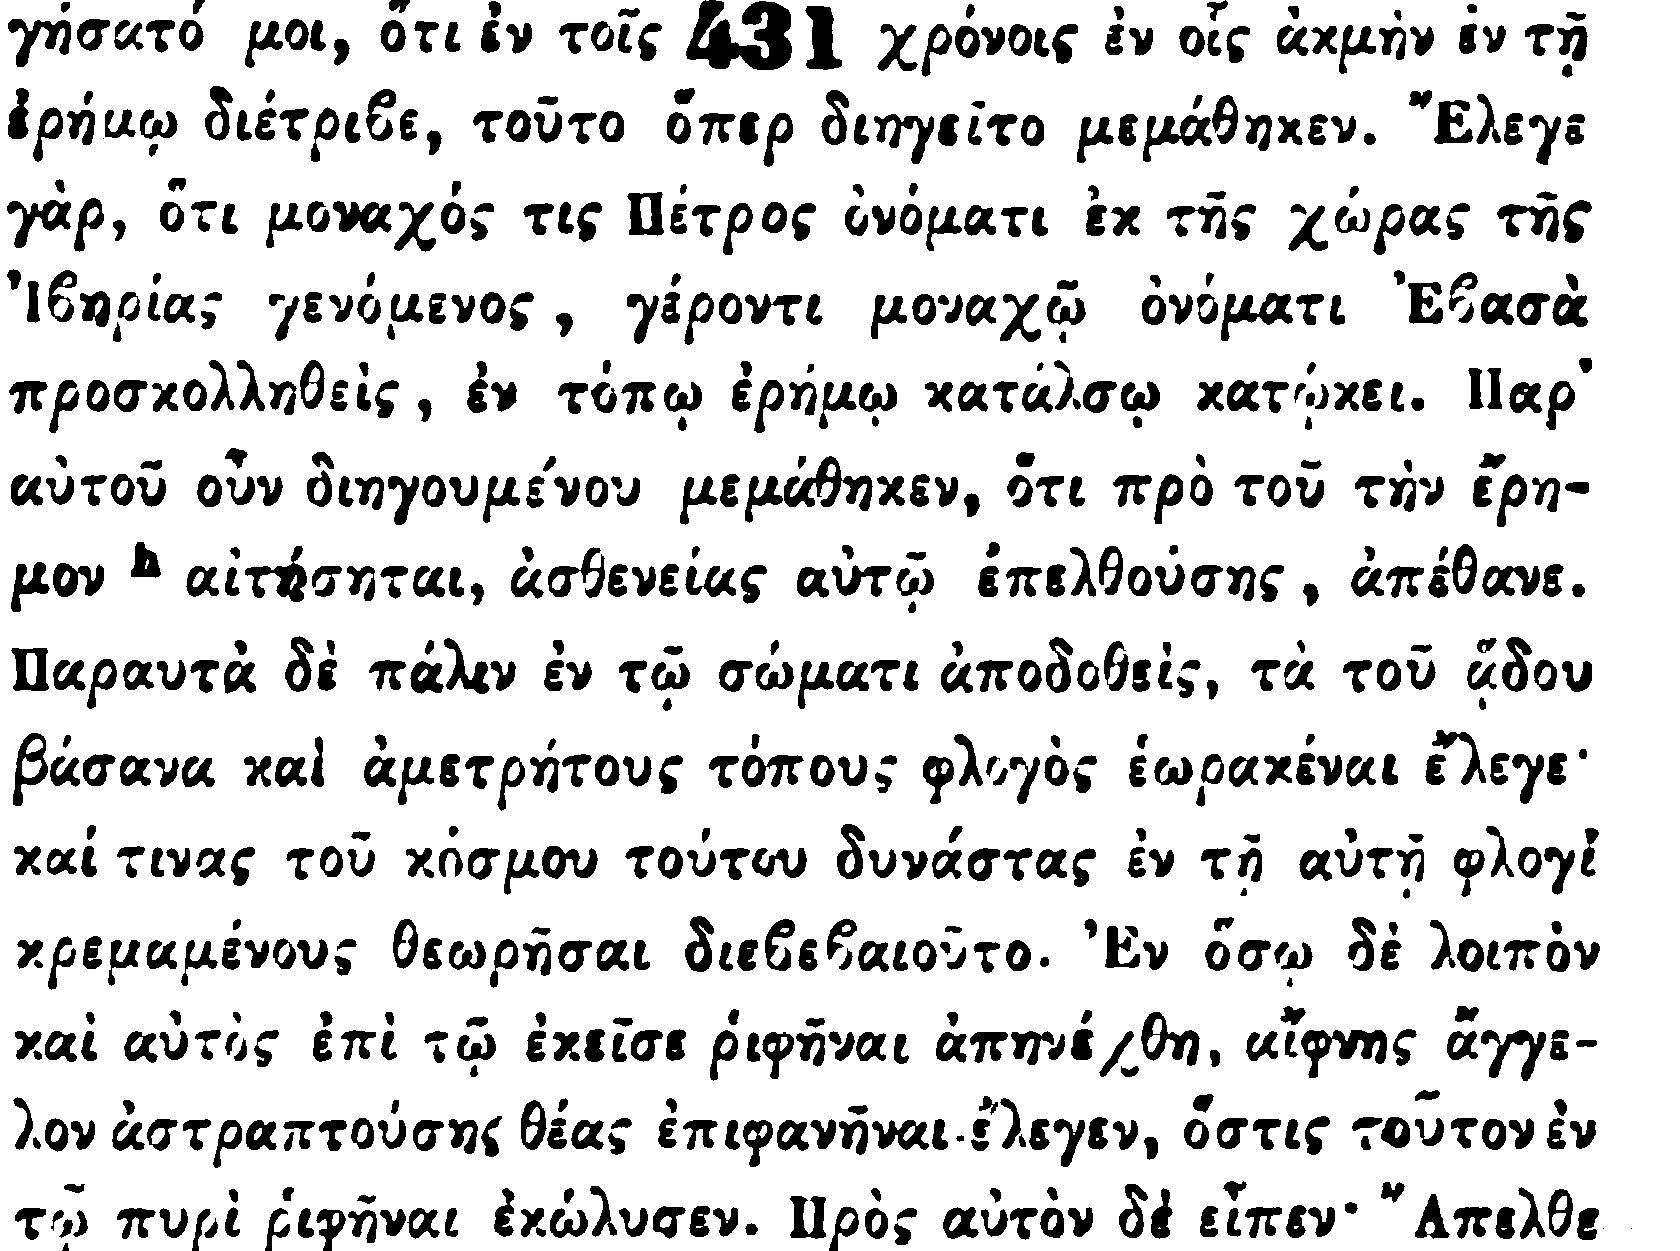 γήσατό μοι, ὅτι ἐν τοῖς 431 χρόνοις ἐν οἷς ἀκμὴν ἐν τῇ
ἐρήμῳ διέτριϐε, τοῦτο ὅπερ διηγεῖτο μεμάθηκεν. Ἔλεγε
γὰρ, ὅτι μοναχός τις Πέτρος ὀνόματι ἐκ τῆς χώρας τῆς
Ἰϐηρίας γενόμενος, γέροντι μοναχῷ ὀνόματι Ἐϐασὰ
προσκολληθεὶς, ἐν τόπῳ ἐρήμῳ κατάλσῳ κατῴκει. Παρ'
αὐτοῦ οὖν διηγουμένου μεμάθηκεν, ὅτι πρὸ τοῦ τὴν ἔρη-
μον h αἰτήσηται, ἀσθενείας αὐτῷ ἐπελθούσης, ἀπέθανε.
Παραυτὰ δὲ πάλιν ἐν τῷ σώματι ἀποδοθεὶς, τὰ τοῦ ᾅδου
βάσανα καὶ ἀμετρήτους τόπους φλογὸς ἑωρακέναι ἔλεγε·
καί τινας τοῦ κόσμου τούτου δυνάστας ἐν τῇ αὐτῇ φλογὶ
κρεμαμένους θεωρῆσαι διεϐεϐαιοῦτο. Ἐν ὅσῳ δὲ λοιπὸν
καὶ αὐτὸς ἐπὶ τῷ ἐκεῖσε ῥιφῆναι ἀπηνέχθη, αἴφνης ἄγγε-
λον ἀστραπτούσης θέας ἐπιφανῆναι ἔλεγεν, ὅστις τοῦτον ἐν
τῷ πυρὶ ῥιφῆναι ἐκώλυσεν. Πρὸς αὐτὸν δὲ εἶπεν· Ἄπελθε